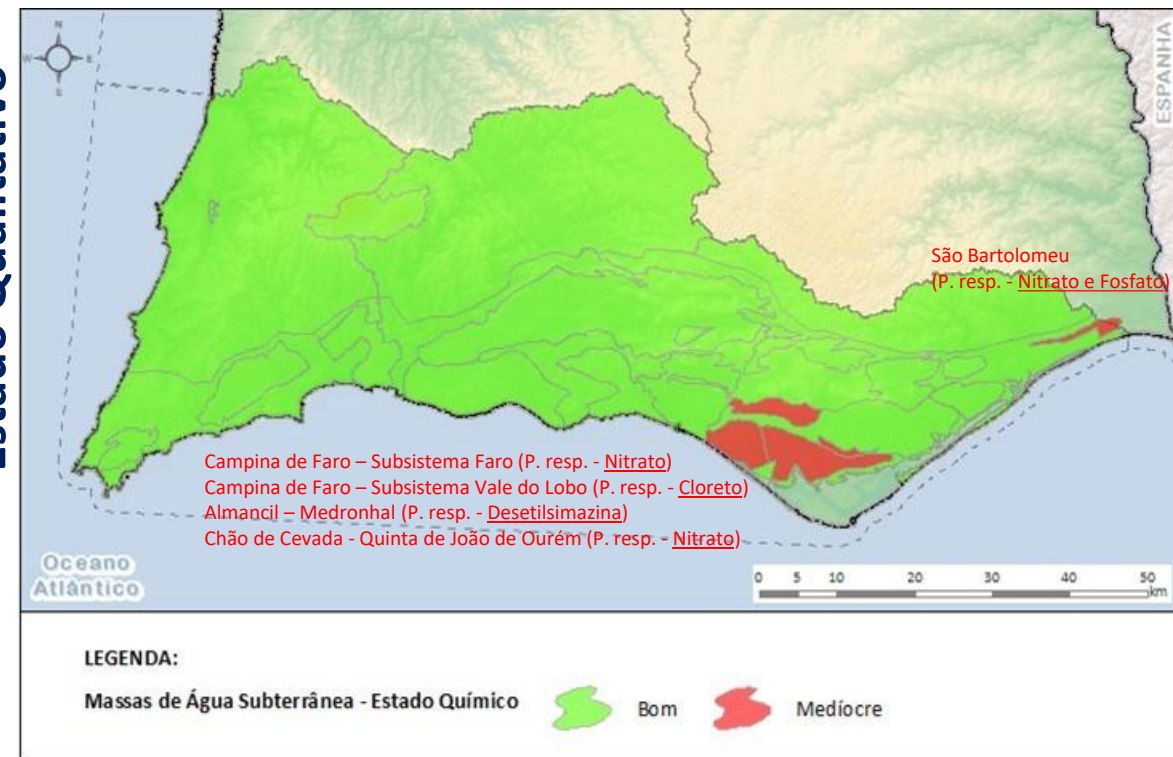 Estado Qualitativo
N
W
E
S
ESPANHA
São Bartolomeu
(P. resp. - Nitrato e Fosfato)
Campina de Faro – Subsistema Faro (P. resp. - Nitrato)
Campina de Faro – Subsistema Vale do Lobo (P. resp. - Cloreto)
Almancil – Medronhal (P. resp. - Desetilsimazina)
Chão de Cevada - Quinta de João de Ourém (P. resp. - Nitrato)
Oceano
Atlântico
0 5 10 20 30 40 50
km
LEGENDA:
Massas de Água Subterrânea - Estado Químico
Bom
Medíocre